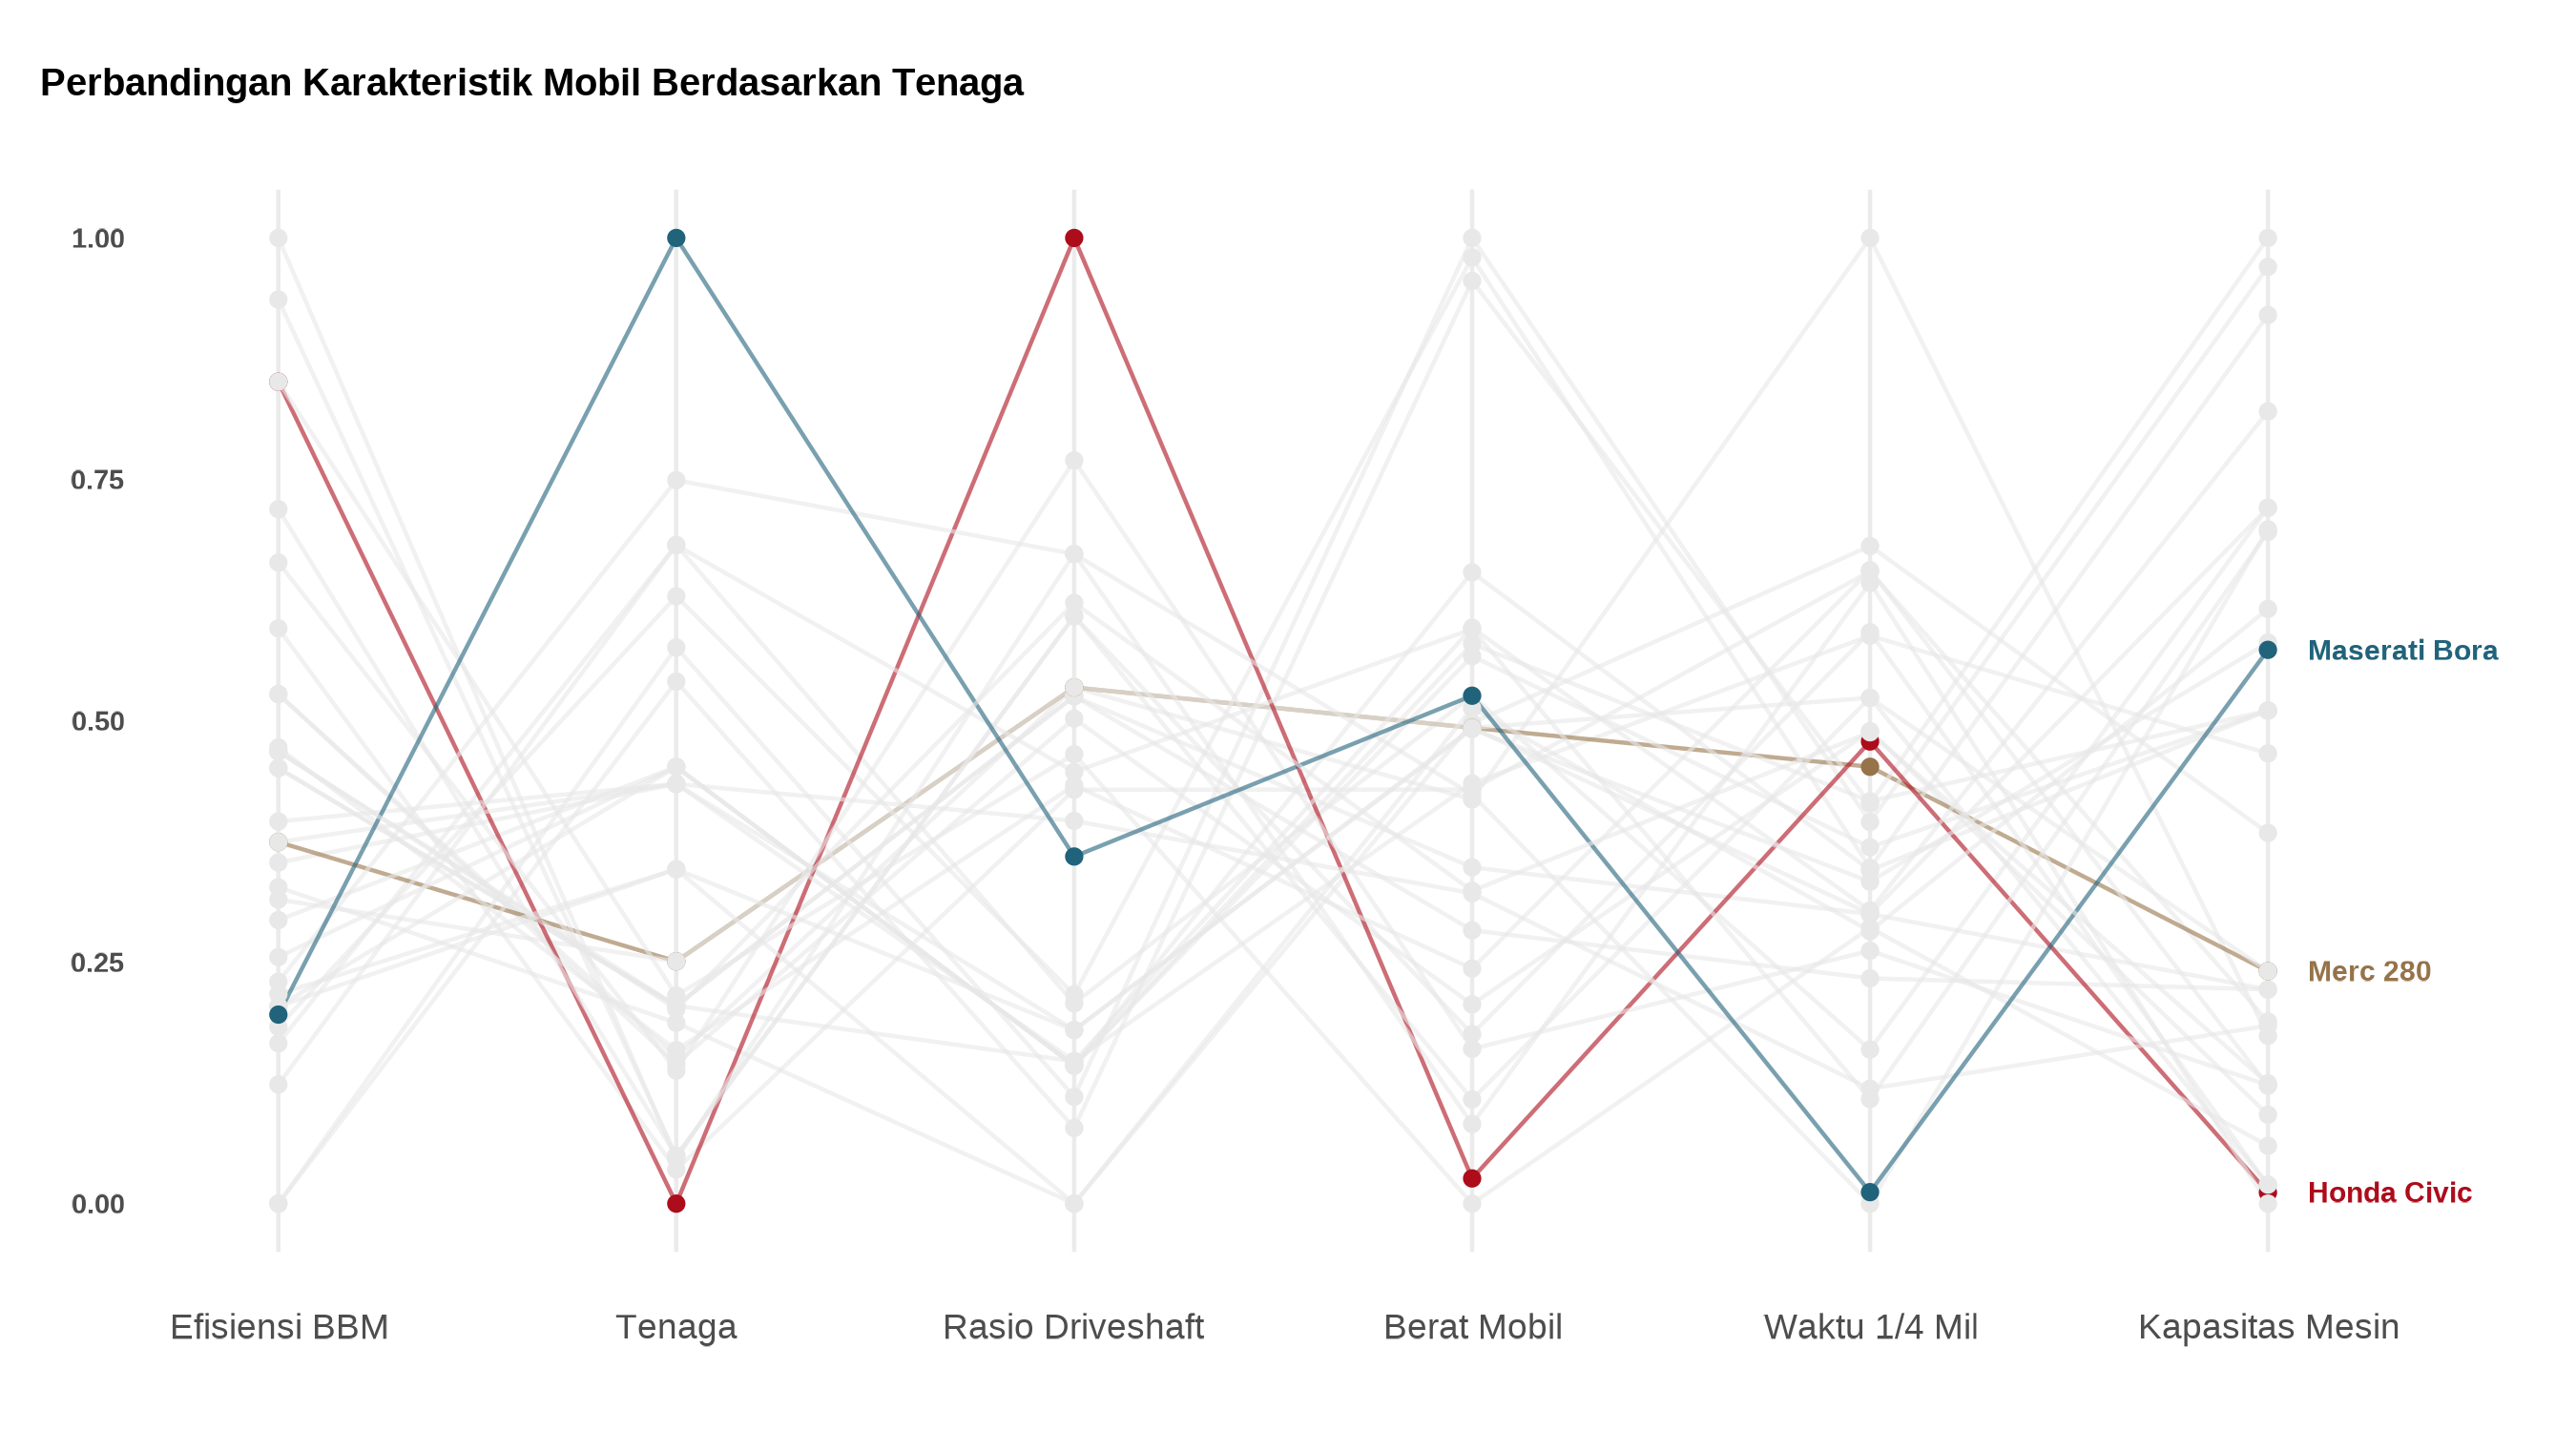 Perbandingan Karakteristik Mobil Berdasarkan Tenaga
1.00
0.75
0.50
0.25
0.00
Maserati Bora
Merc 280
Honda Civic
Efisiensi BBM
Tenaga
Rasio Driveshaft
Berat Mobil
Waktu 1/4 Mil
Kapasitas Mesin